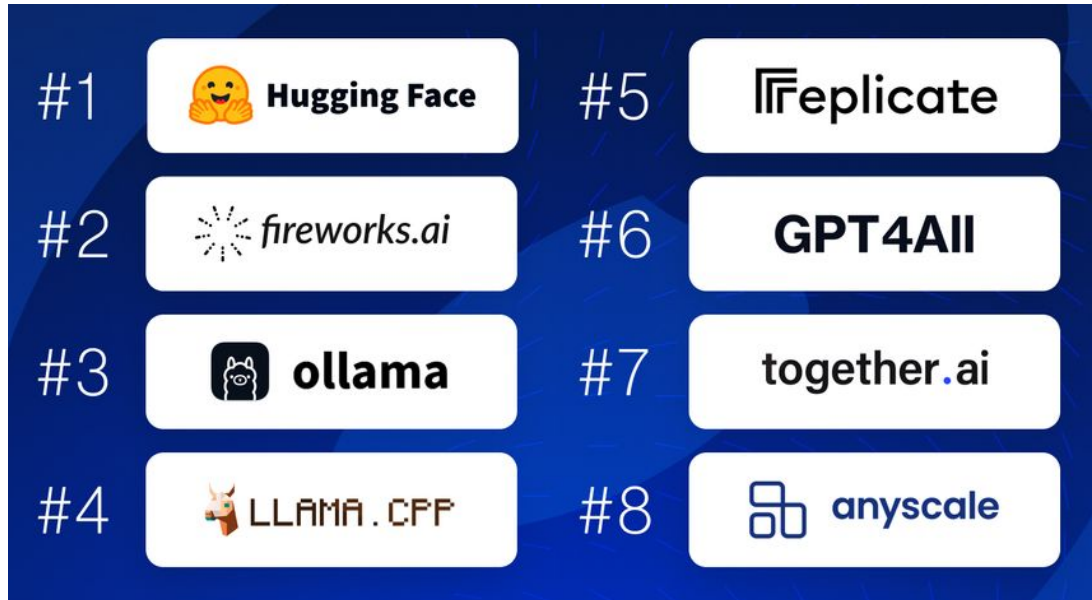 #1 Hugging Face
#2 fireworks.ai
#3 ollama
#4 LLAMA.CPP
#5 replicate
#6 GPT4All
#7 together.ai
#8 anyscale